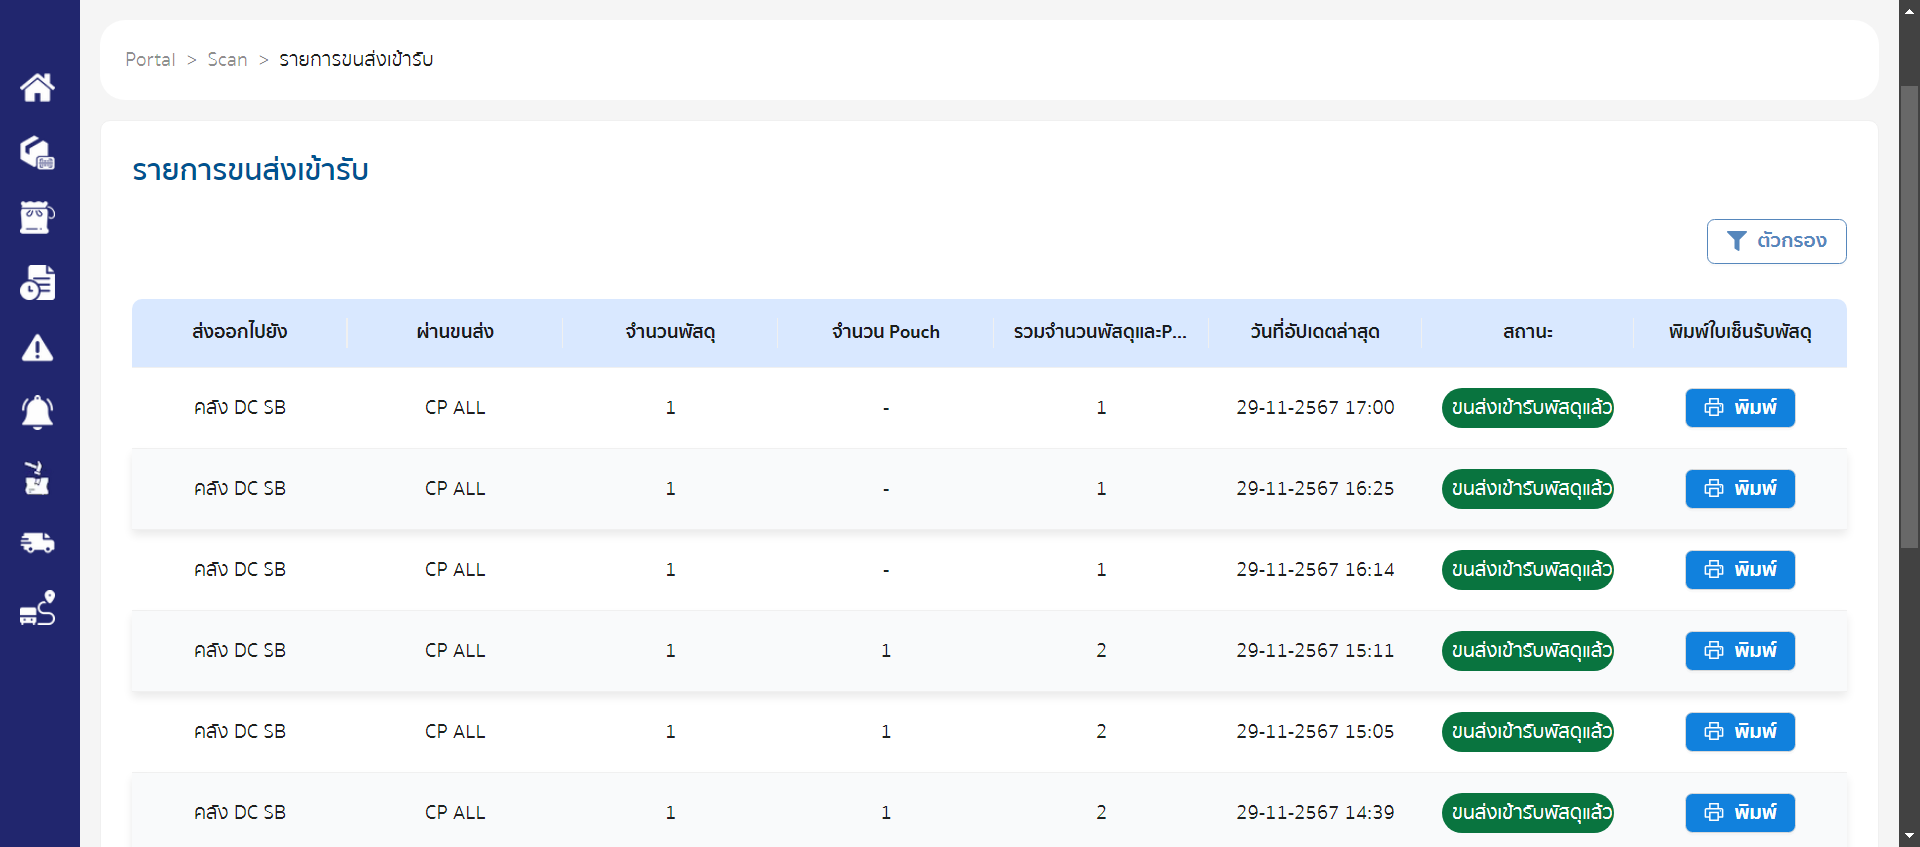 Portal > Scan > รายการขนส่งเข้ารับ
รายการขนส่งเข้ารับ
ตัวกรอง
ส่งออกไปยัง ผ่านขนส่ง จำนวนพัสดุ จำนวน Pouch รวมจำนวนพัสดุและP... วันที่อัปเดตล่าสุด สถานะ พิมพ์ใบเซ็นรับพัสดุ
คลัง DC SB CP ALL 1 - 1 29-11-2567 17:00 ขนส่งเข้ารับพัสดุแล้ว พิมพ์
คลัง DC SB CP ALL 1 - 1 29-11-2567 16:25 ขนส่งเข้ารับพัสดุแล้ว พิมพ์
คลัง DC SB CP ALL 1 - 1 29-11-2567 16:14 ขนส่งเข้ารับพัสดุแล้ว พิมพ์
คลัง DC SB CP ALL 1 1 2 29-11-2567 15:11 ขนส่งเข้ารับพัสดุแล้ว พิมพ์
คลัง DC SB CP ALL 1 1 2 29-11-2567 15:05 ขนส่งเข้ารับพัสดุแล้ว พิมพ์
คลัง DC SB CP ALL 1 1 2 29-11-2567 14:39 ขนส่งเข้ารับพัสดุแล้ว พิมพ์